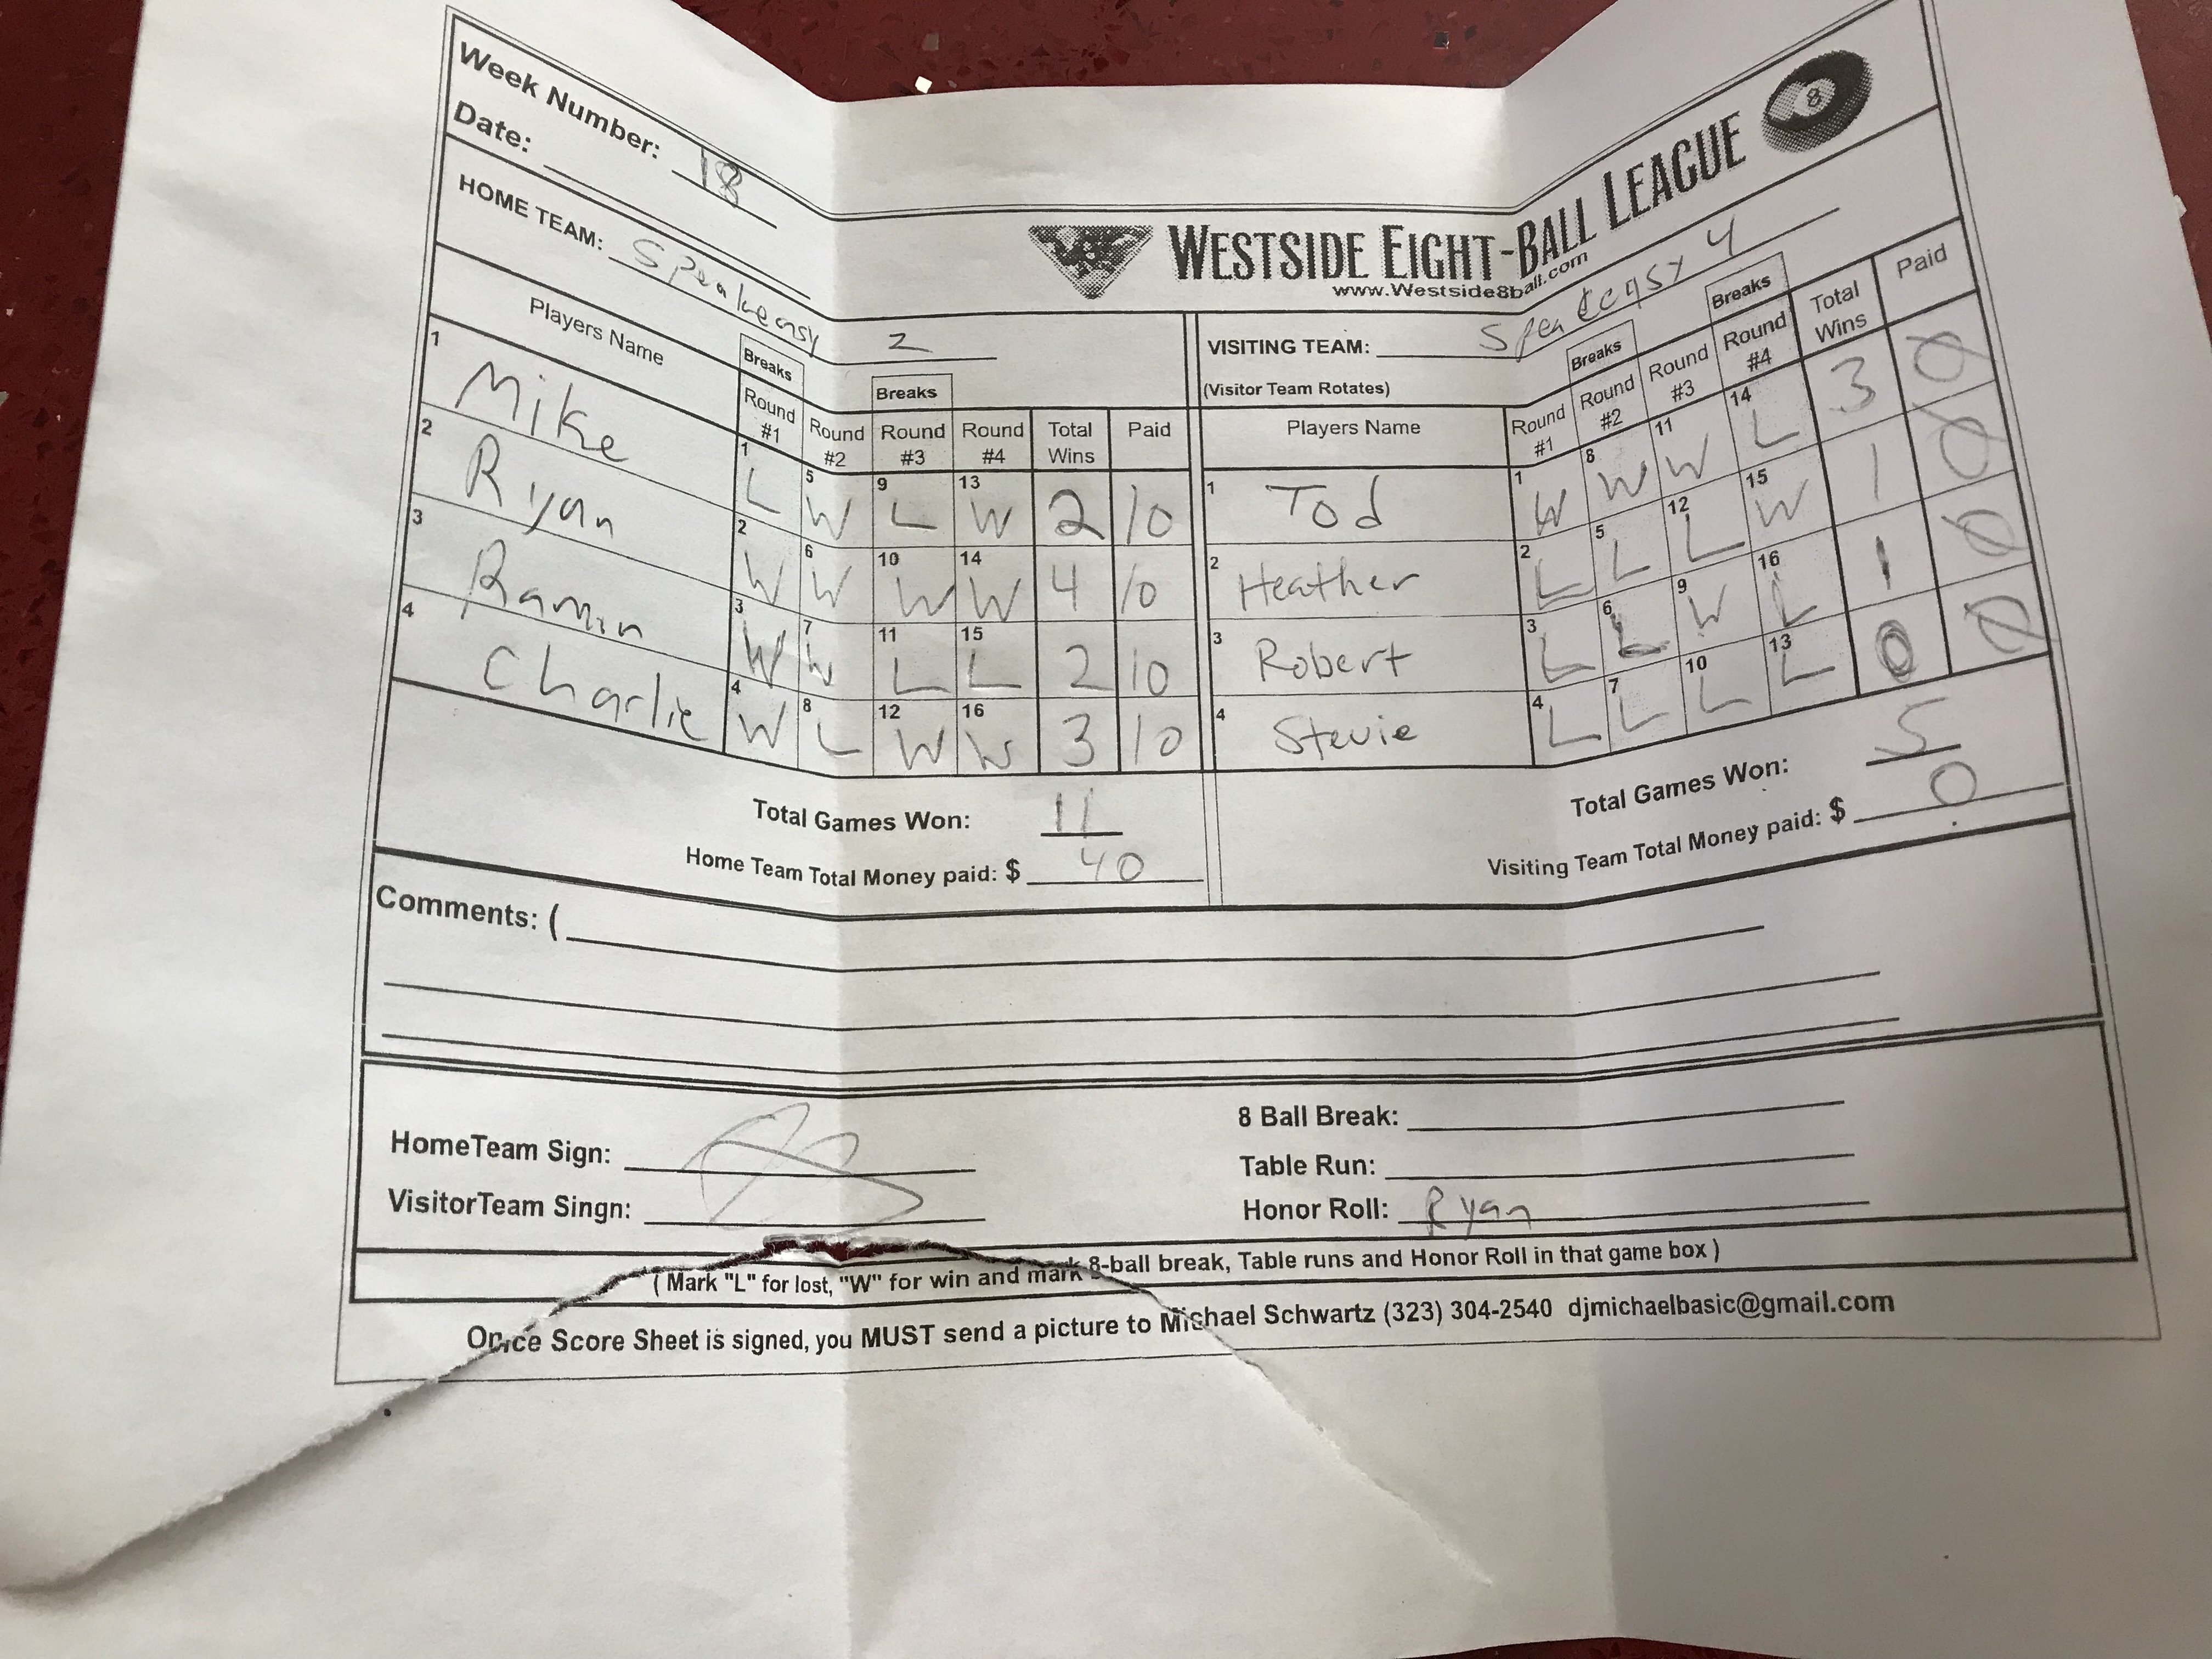 Week Number: 18
Date:
WESTSIDE EIGHT-BALL LEAGUE 8
www.Westside8ball.com
HOME TEAM: Speakeasy 2
VISITING TEAM: Speakeasy 4
(Visitor Team Rotates)
Players Name Breaks Round #1 Round #2 Breaks Round #3 Round #4 Total Wins Paid
1 Mike 1 L 5 W 9 L 13 W 2 10
2 Ryan 2 W 6 W 10 W 14 W 4 10
3 Ramin 3 W 7 W 11 L 15 L 2 10
4 Charlie 4 W 8 L 12 W 16 W 3 10
Total Games Won: 11
Home Team Total Money paid: $ 40
Players Name Round #1 Breaks Round #2 Round #3 Breaks Round #4 Total Wins Paid
1 Tod 1 W 8 W 11 W 14 L 3 0
2 Heather 2 L 5 L 12 L 15 W 1 0
3 Robert 3 L 6 L 9 W 16 L 1 0
4 Stevie 4 L 7 L 10 L 13 L 0 0
Total Games Won: 5
Visiting Team Total Money paid: $ 0
Comments: (
HomeTeam Sign:
VisitorTeam Singn:
8 Ball Break:
Table Run:
Honor Roll: Ryan
( Mark "L" for lost, "W" for win and mark 8-ball break, Table runs and Honor Roll in that game box )
Once Score Sheet is signed, you MUST send a picture to Michael Schwartz (323) 304-2540 djmichaelbasic@gmail.com